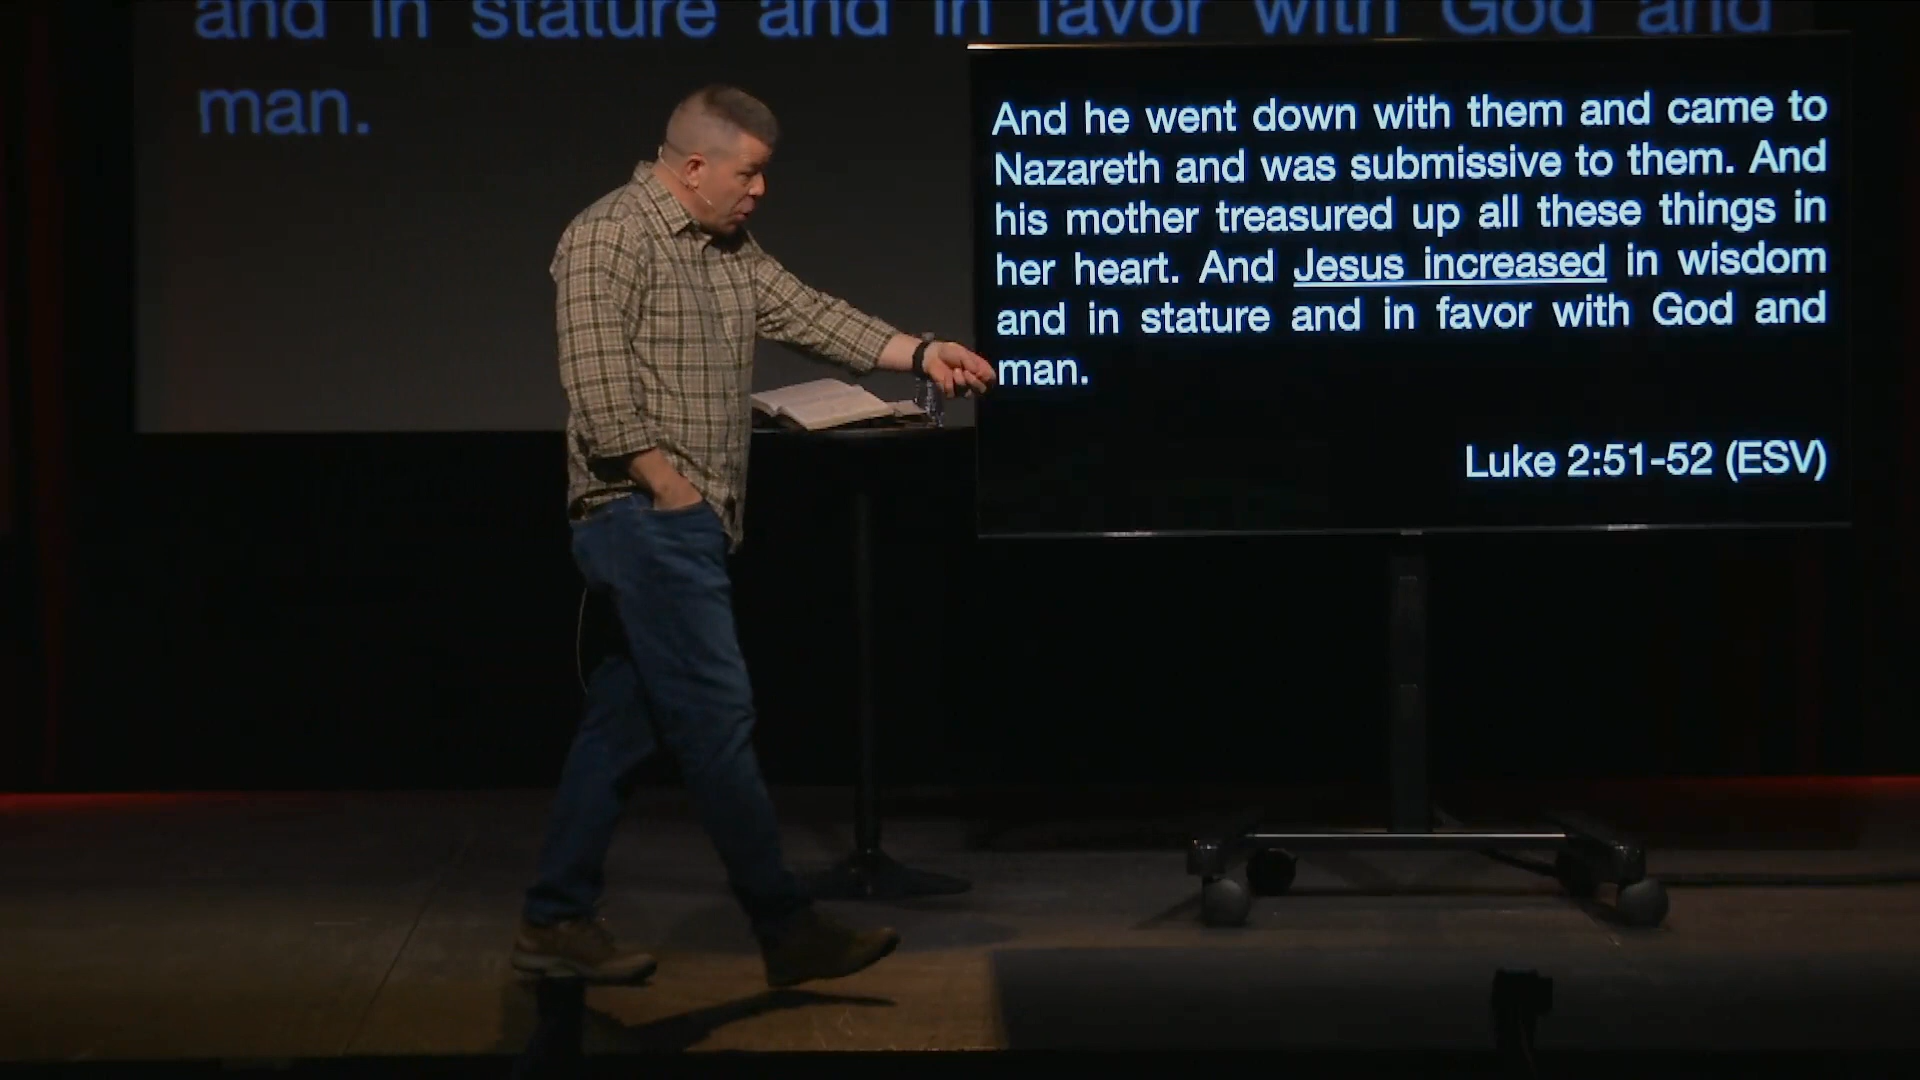 and in stature and in favor with God and
man.
And he went down with them and came to
Nazareth and was submissive to them. And
his mother treasured up all these things in
her heart. And Jesus increased in wisdom
and in stature and in favor with God and
man.
Luke 2:51-52 (ESV)